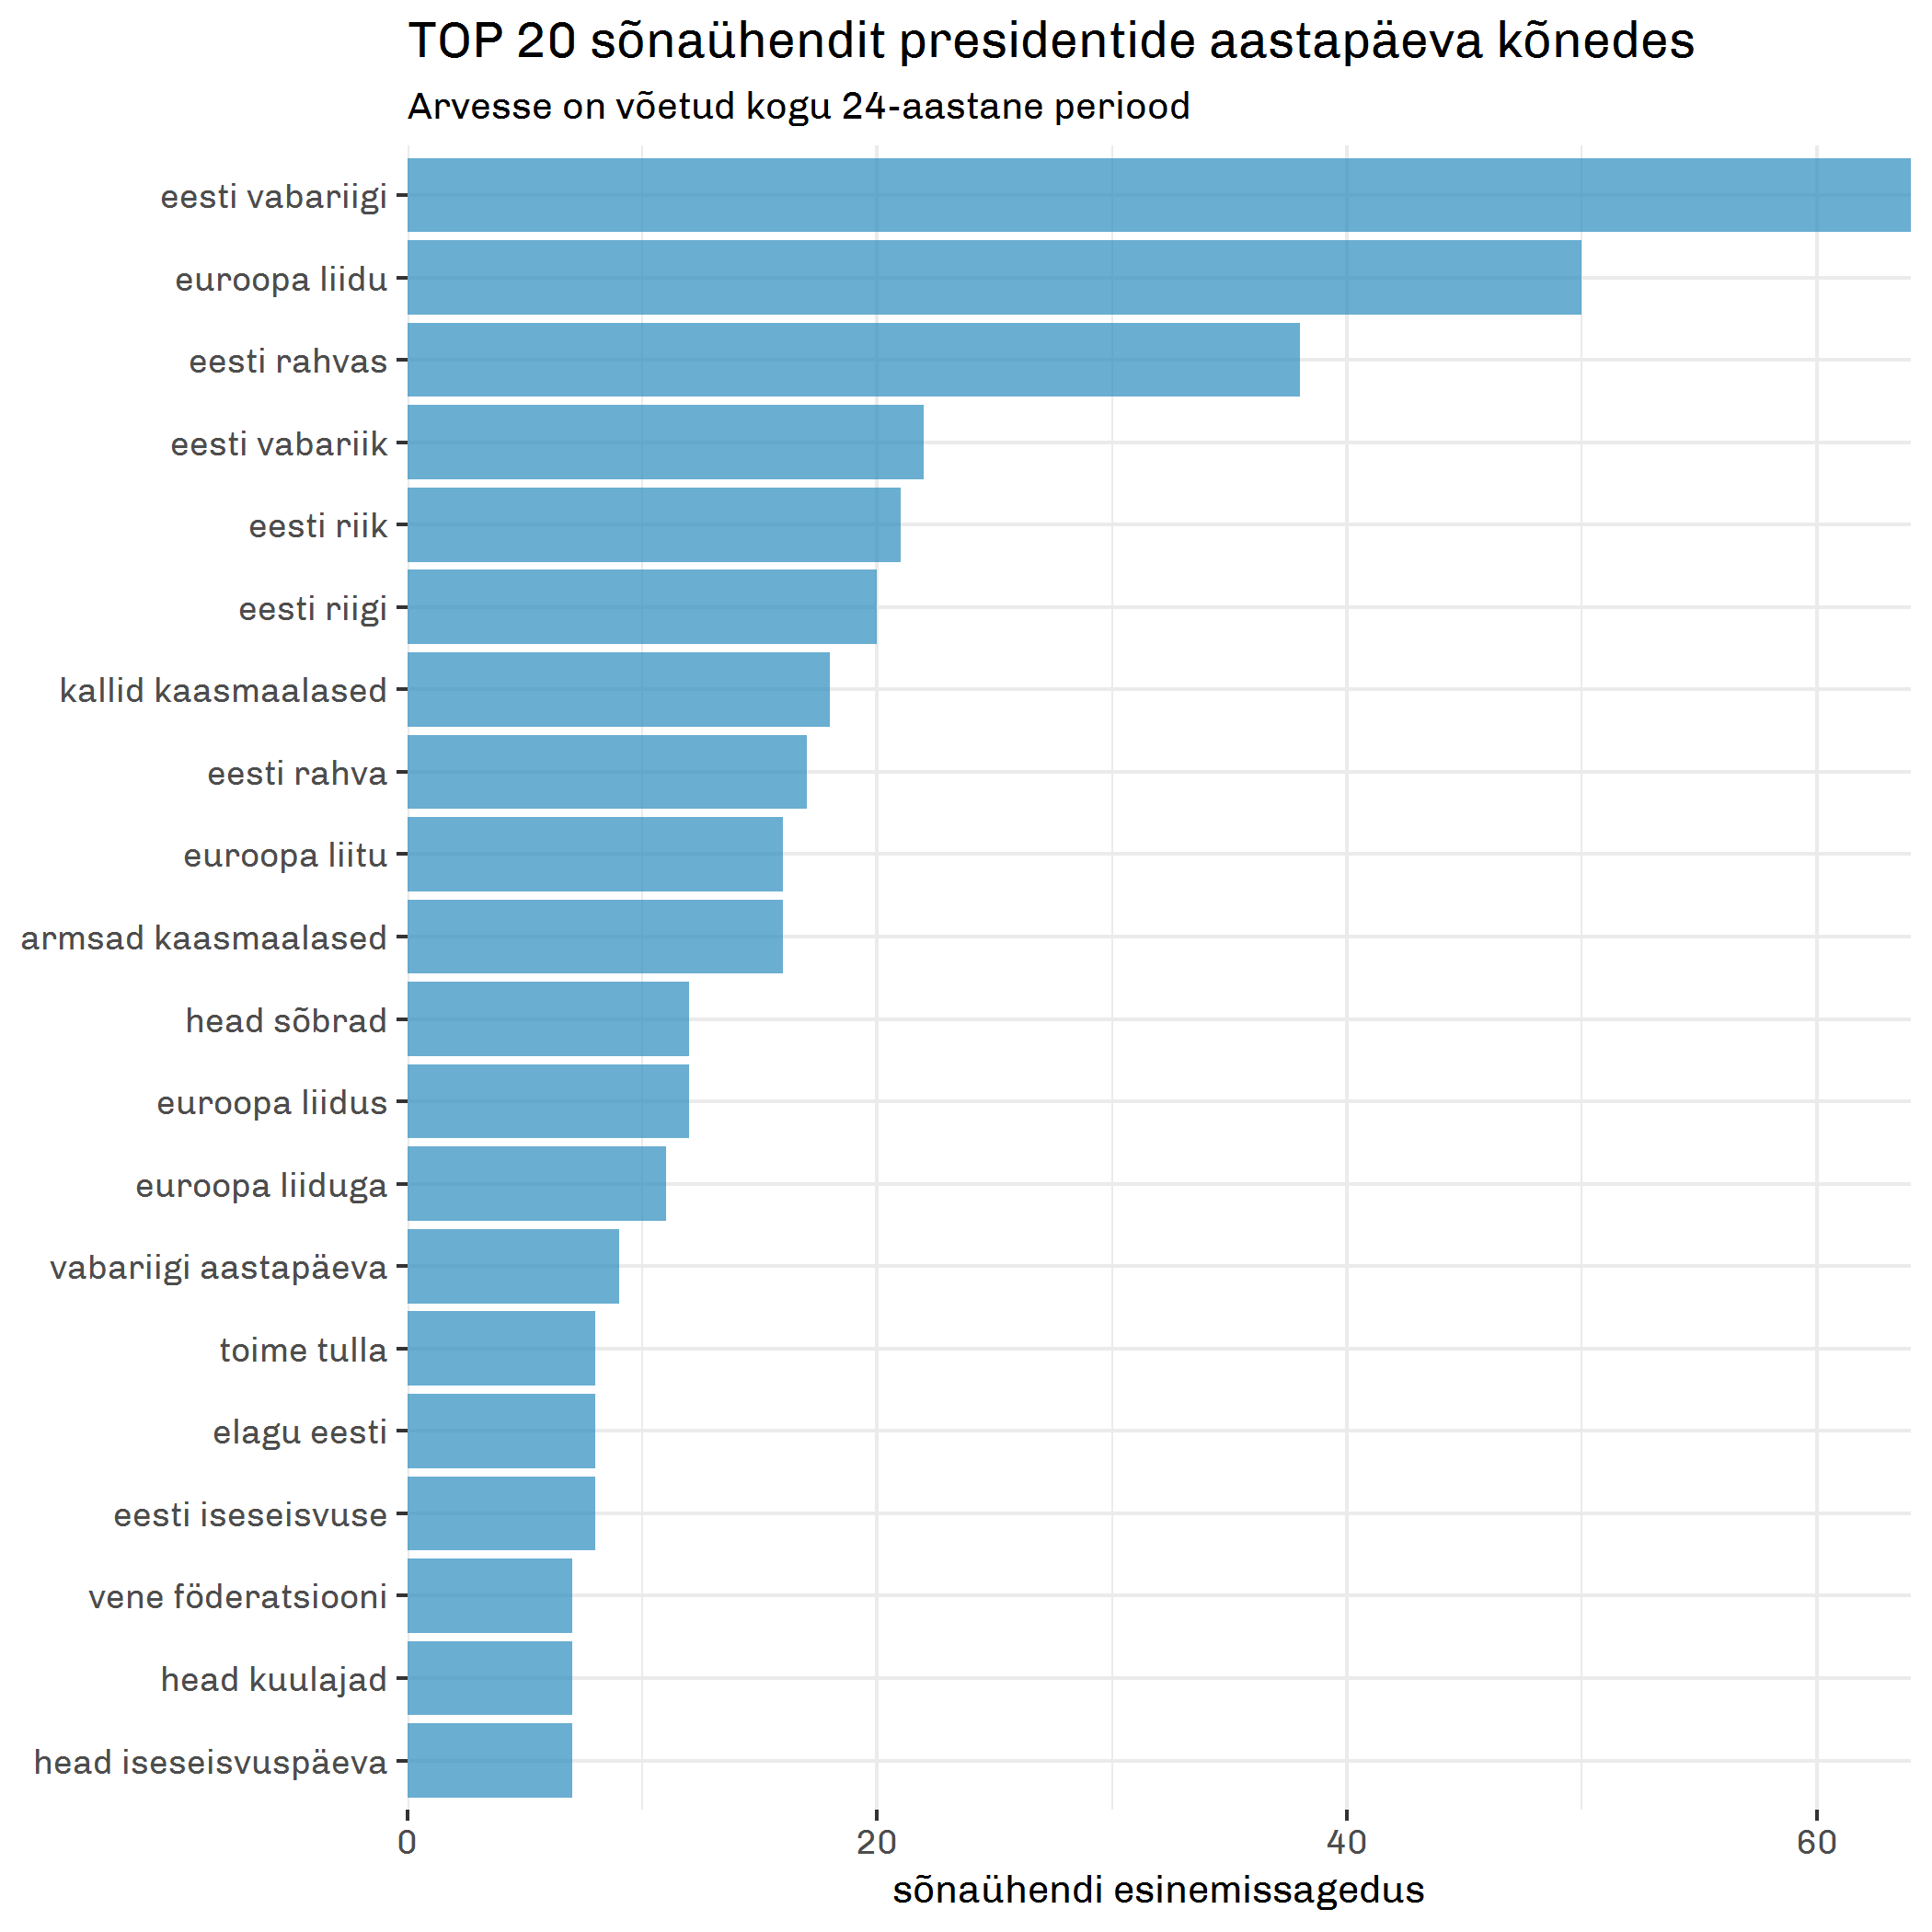 TOP 20 sõnaühendit presidentide aastapäeva kõnedes
Arvesse on võetud kogu 24-aastane periood
eesti vabariigi
euroopa liidu
eesti rahvas
eesti vabariik
eesti riik
eesti riigi
kallid kaasmaalased
eesti rahva
euroopa liitu
armsad kaasmaalased
head sõbrad
euroopa liidus
euroopa liiduga
vabariigi aastapäeva
toime tulla
elagu eesti
eesti iseseisvuse
vene föderatsiooni
head kuulajad
head iseseisvuspäeva
0 20 40 60
sõnaühendi esinemissagedus